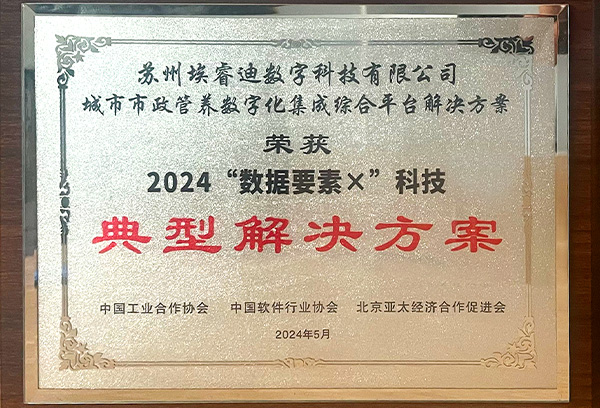 苏州埃睿迪数字科技有限公司
城市市政管养数字化集成综合平台解决方案
荣获
2024“数据要素×”科技
典型解决方案
中国工业合作协会 中国软件行业协会 北京亚太经济合作促进会
2024年5月